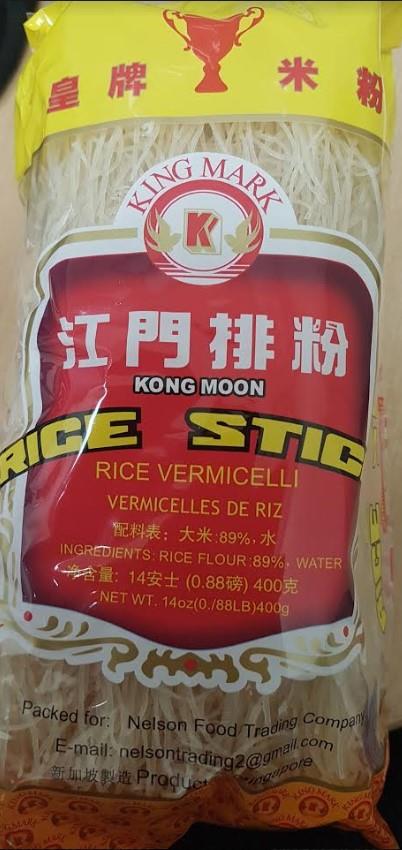 皇牌 米粉
KING MARK
K
江門排粉
KONG MOON
RICE STIC
RICE VERMICELLI
VERMICELLES DE RIZ
配料表：大米:89%，水
INGREDIENTS: RICE FLOUR:89%, WATER
净含量: 14安士 (0.88磅) 400克
NET WT. 14oz(0./88LB)400g
Packed for: Nelson Food Trading Company
E-mail: nelsontrading2@gmail.com
新加坡製造 Product
KING MARK